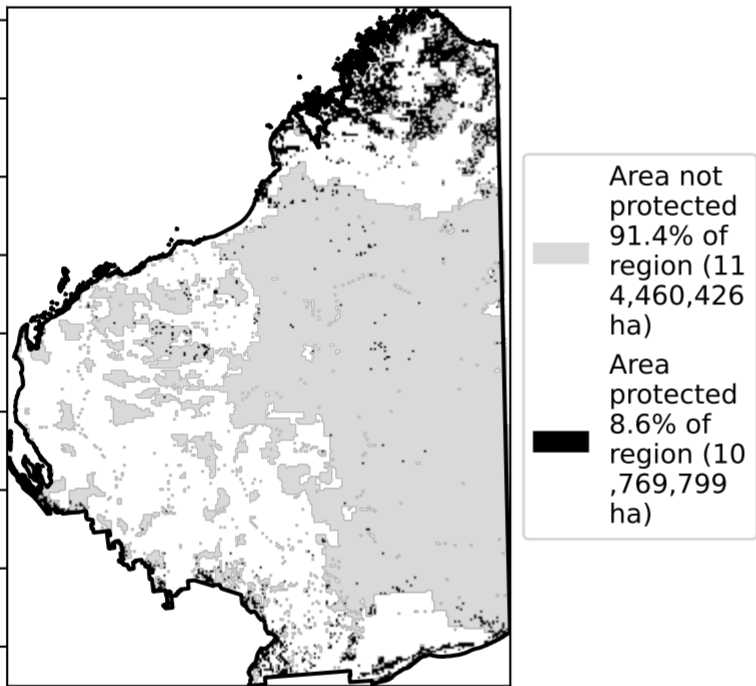 Area not
protected
91.4% of
region (11
4,460,426
ha)
Area
protected
8.6% of
region (10
,769,799
ha)